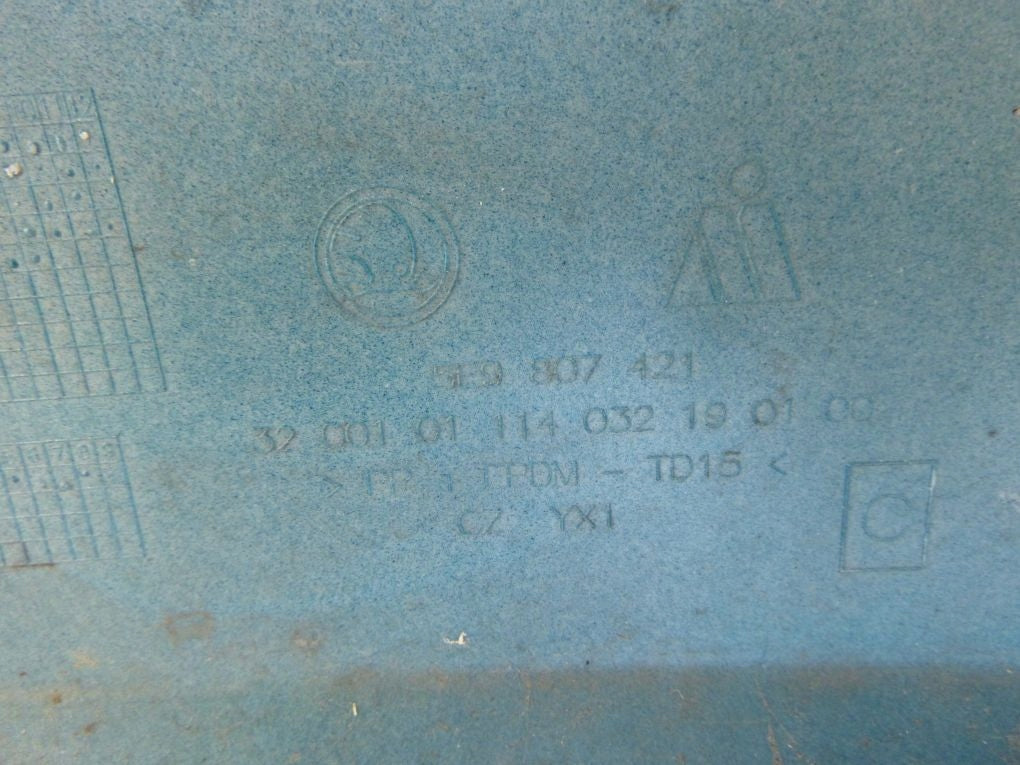 5E9 807 421
32 001 01 114 032 19 01 00
> PP + EPDM - TD15 <
CZ YX1
C